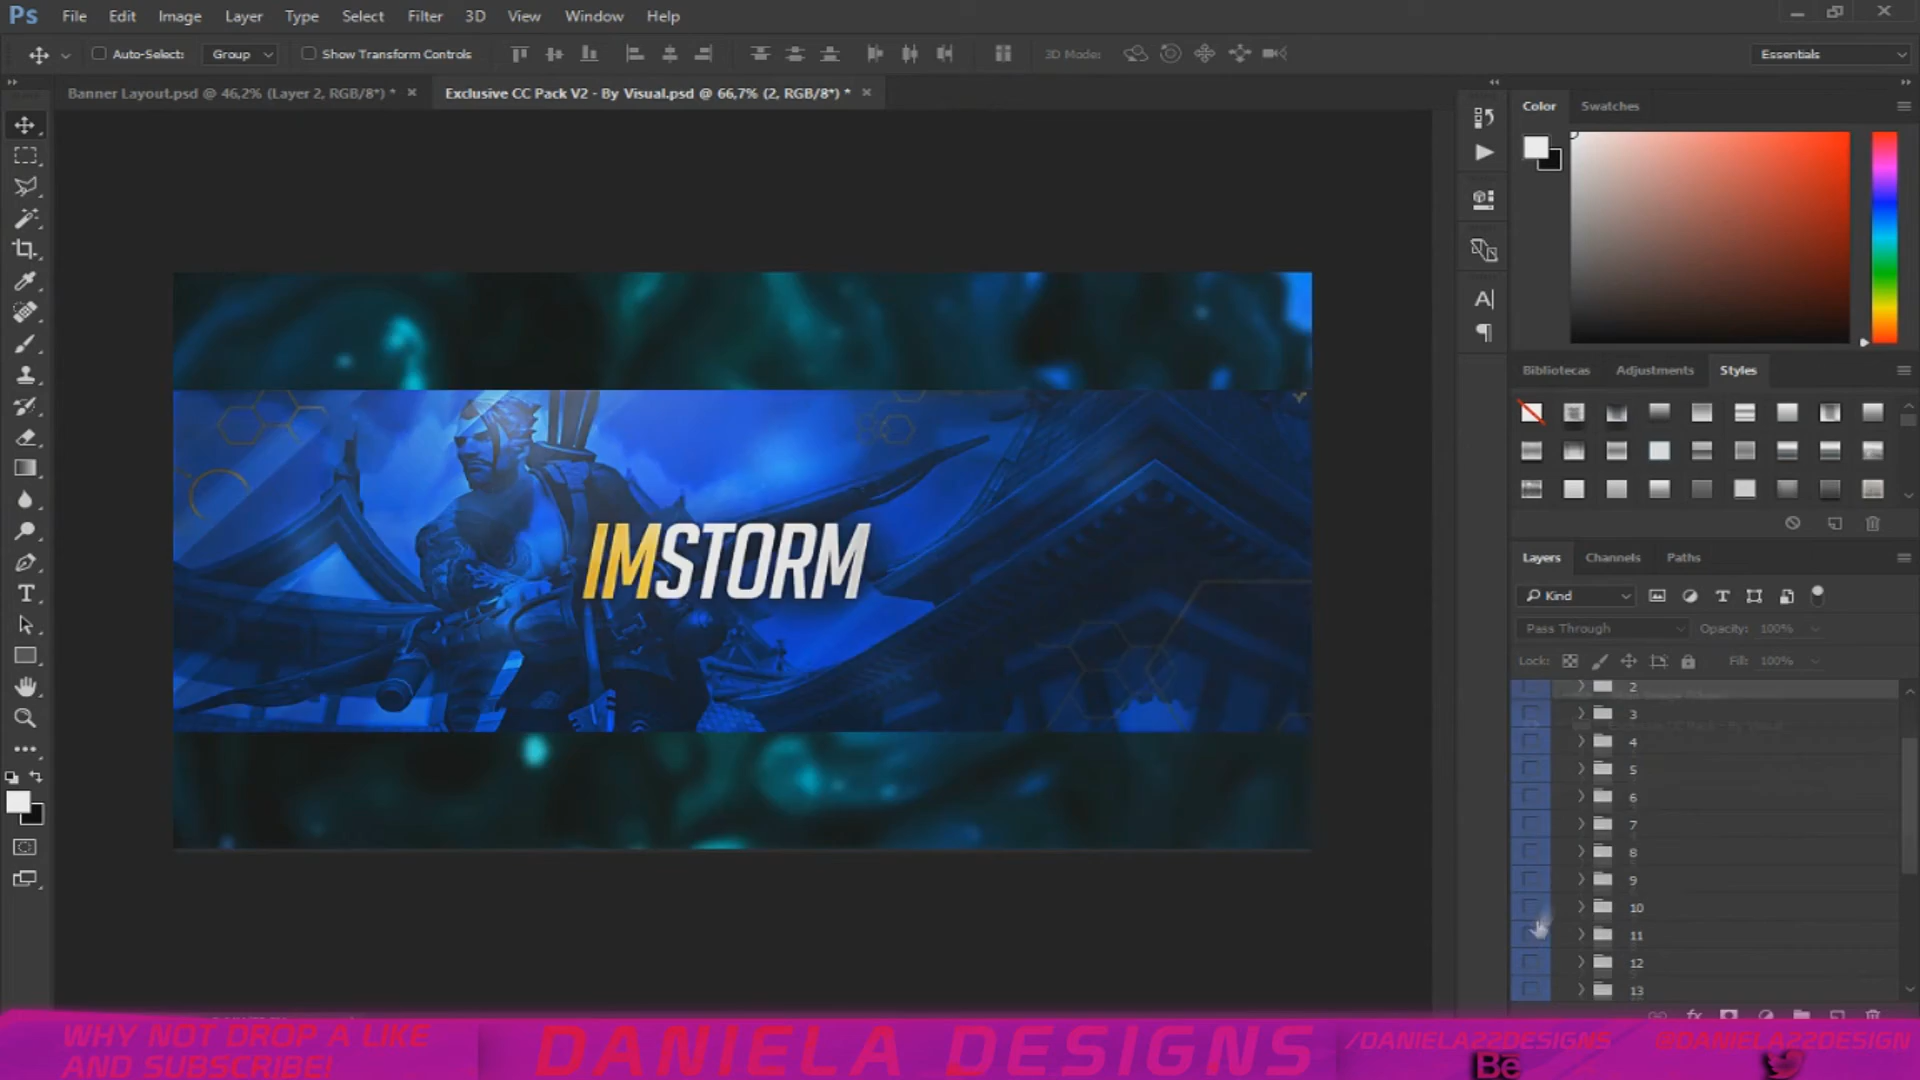 Ps File Edit Image Layer Type Select Filter 3D View Window Help
Auto-Select: Group Show Transform Controls 3D Mode: Essentials
Banner Layout.psd @ 46,2% (Layer 2, RGB/8*) * × Exclusive CC Pack V2 - By Visual.psd @ 66,7% (2, RGB/8*) * ×
Color Swatches
Bibliotecas Adjustments Styles
IMSTORM
Layers Channels Paths
Kind
Pass Through Opacity: 100%
Lock: Fill: 100%
2
3
4
5
6
7
8
9
10
11
12
13
WHY NOT DROP A LIKE
AND SUBSCRIBE!
DANIELA DESIGNS
/DANIELA22DESIGNS
Bē
@DANIELA22DESIGN